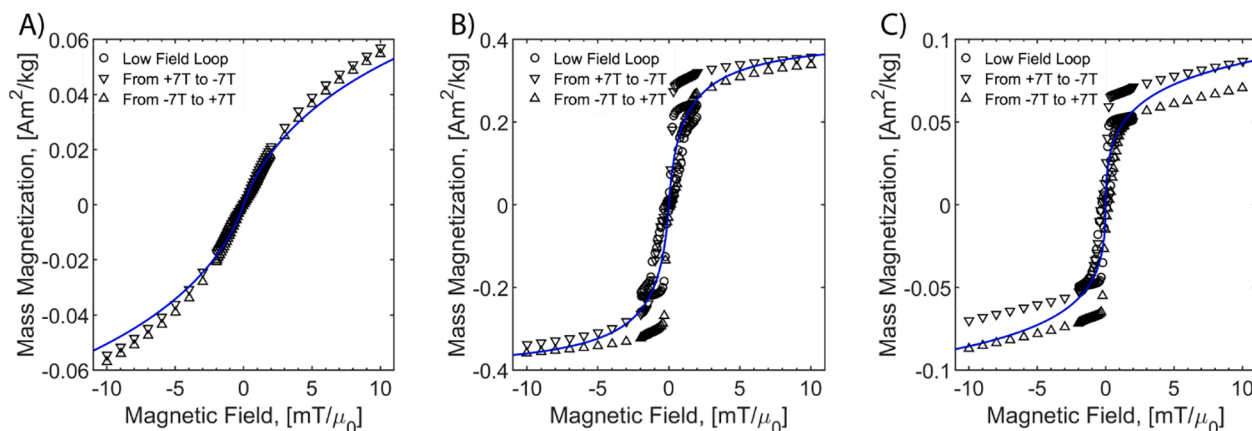 A)
0.06
0.04
0.02
0
-0.02
-0.04
-0.06
Mass Magnetization, [Am²/kg]
Low Field Loop
From +7T to -7T
From -7T to +7T
-10 -5 0 5 10
Magnetic Field, [mT/μ₀]
B)
0.4
0.2
0
-0.2
-0.4
Mass Magnetization, [Am²/kg]
Low Field Loop
From +7T to -7T
From -7T to +7T
-10 -5 0 5 10
Magnetic Field, [mT/μ₀]
C)
0.1
0.05
0
-0.05
-0.1
Mass Magnetization, [Am²/kg]
Low Field Loop
From +7T to -7T
From -7T to +7T
-10 -5 0 5 10
Magnetic Field, [mT/μ₀]